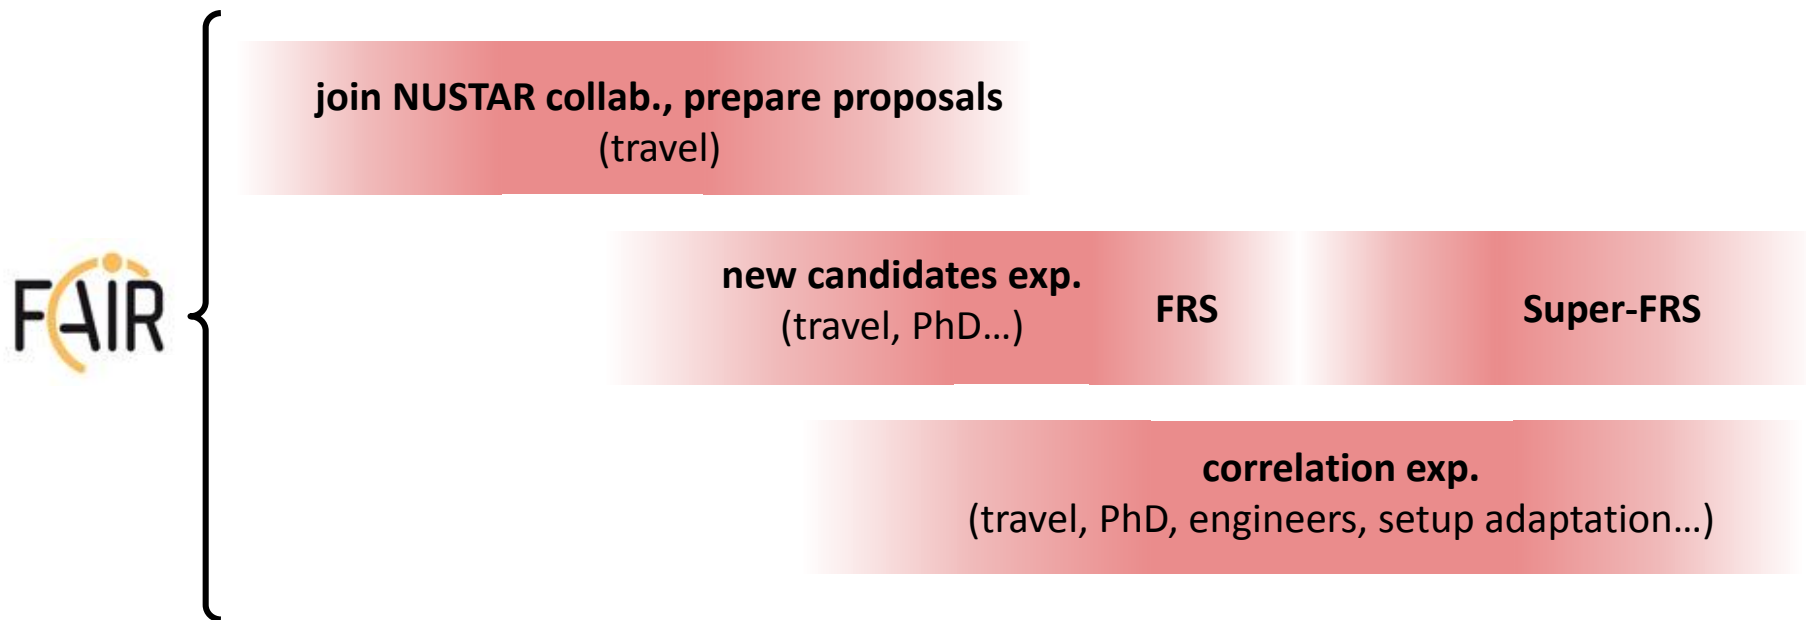 join NUSTAR collab., prepare proposals
(travel)
FAIR
new candidates exp.
(travel, PhD…)
FRS
Super-FRS
correlation exp.
(travel, PhD, engineers, setup adaptation…)